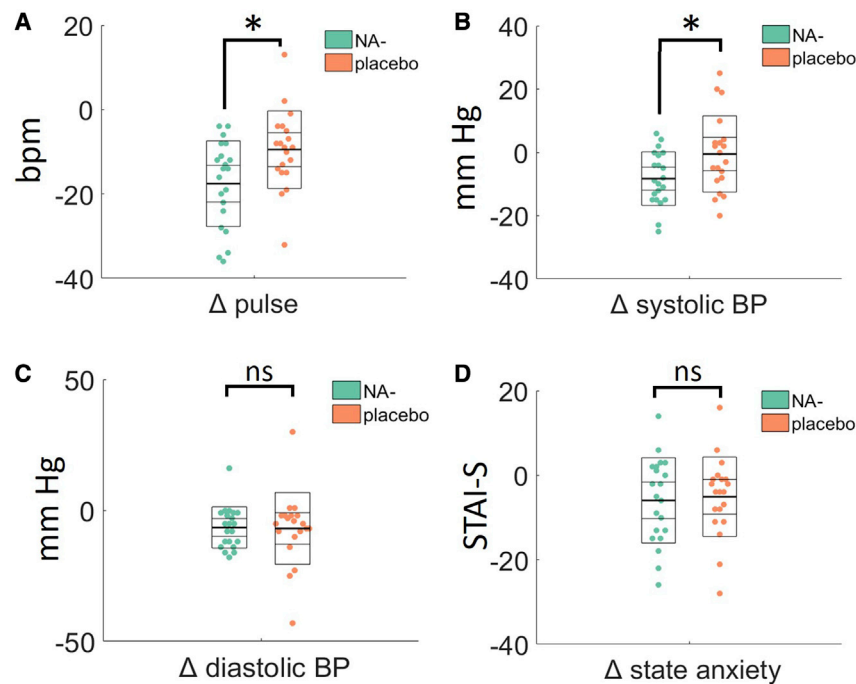 A
20
0
-20
-40
bpm
*
NA-
placebo
Δ pulse
B
40
20
0
-20
-40
mm Hg
*
NA-
placebo
Δ systolic BP
C
50
0
-50
mm Hg
ns
NA-
placebo
Δ diastolic BP
D
20
0
-20
-40
STAI-S
ns
NA-
placebo
Δ state anxiety